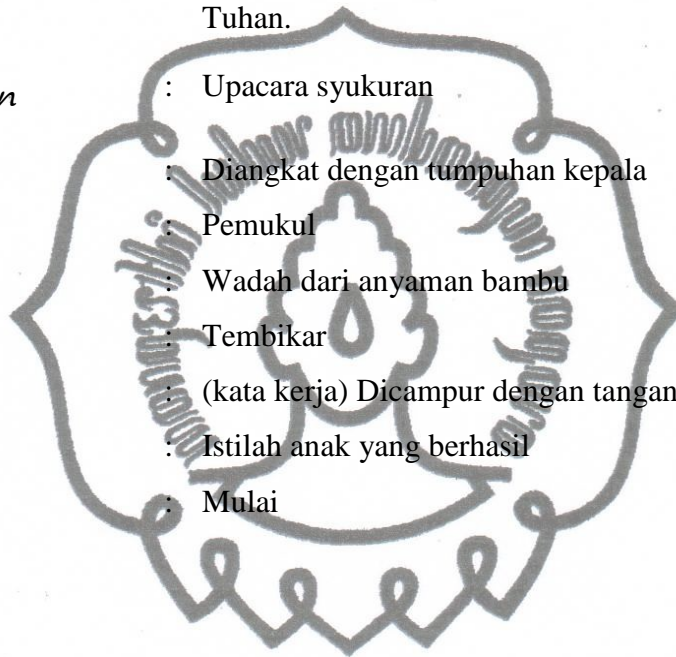 Tuhan.
n
: Upacara syukuran
: Diangkat dengan tumpuhan kepala
: Pemukul
: Wadah dari anyaman bambu
: Tembikar
: (kata kerja) Dicampur dengan tangan
: Istilah anak yang berhasil
: Mulai